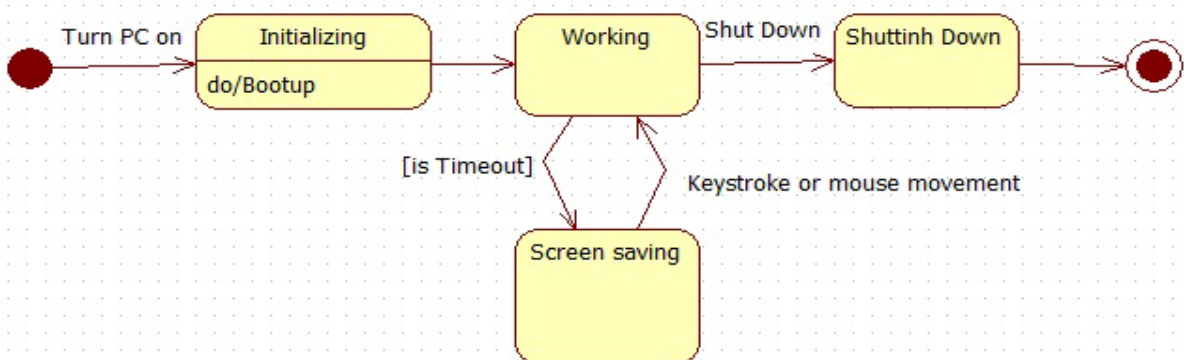 Turn PC on
Initializing
do/Bootup
Working
Shut Down
Shuttinh Down
[is Timeout]
Keystroke or mouse movement
Screen saving